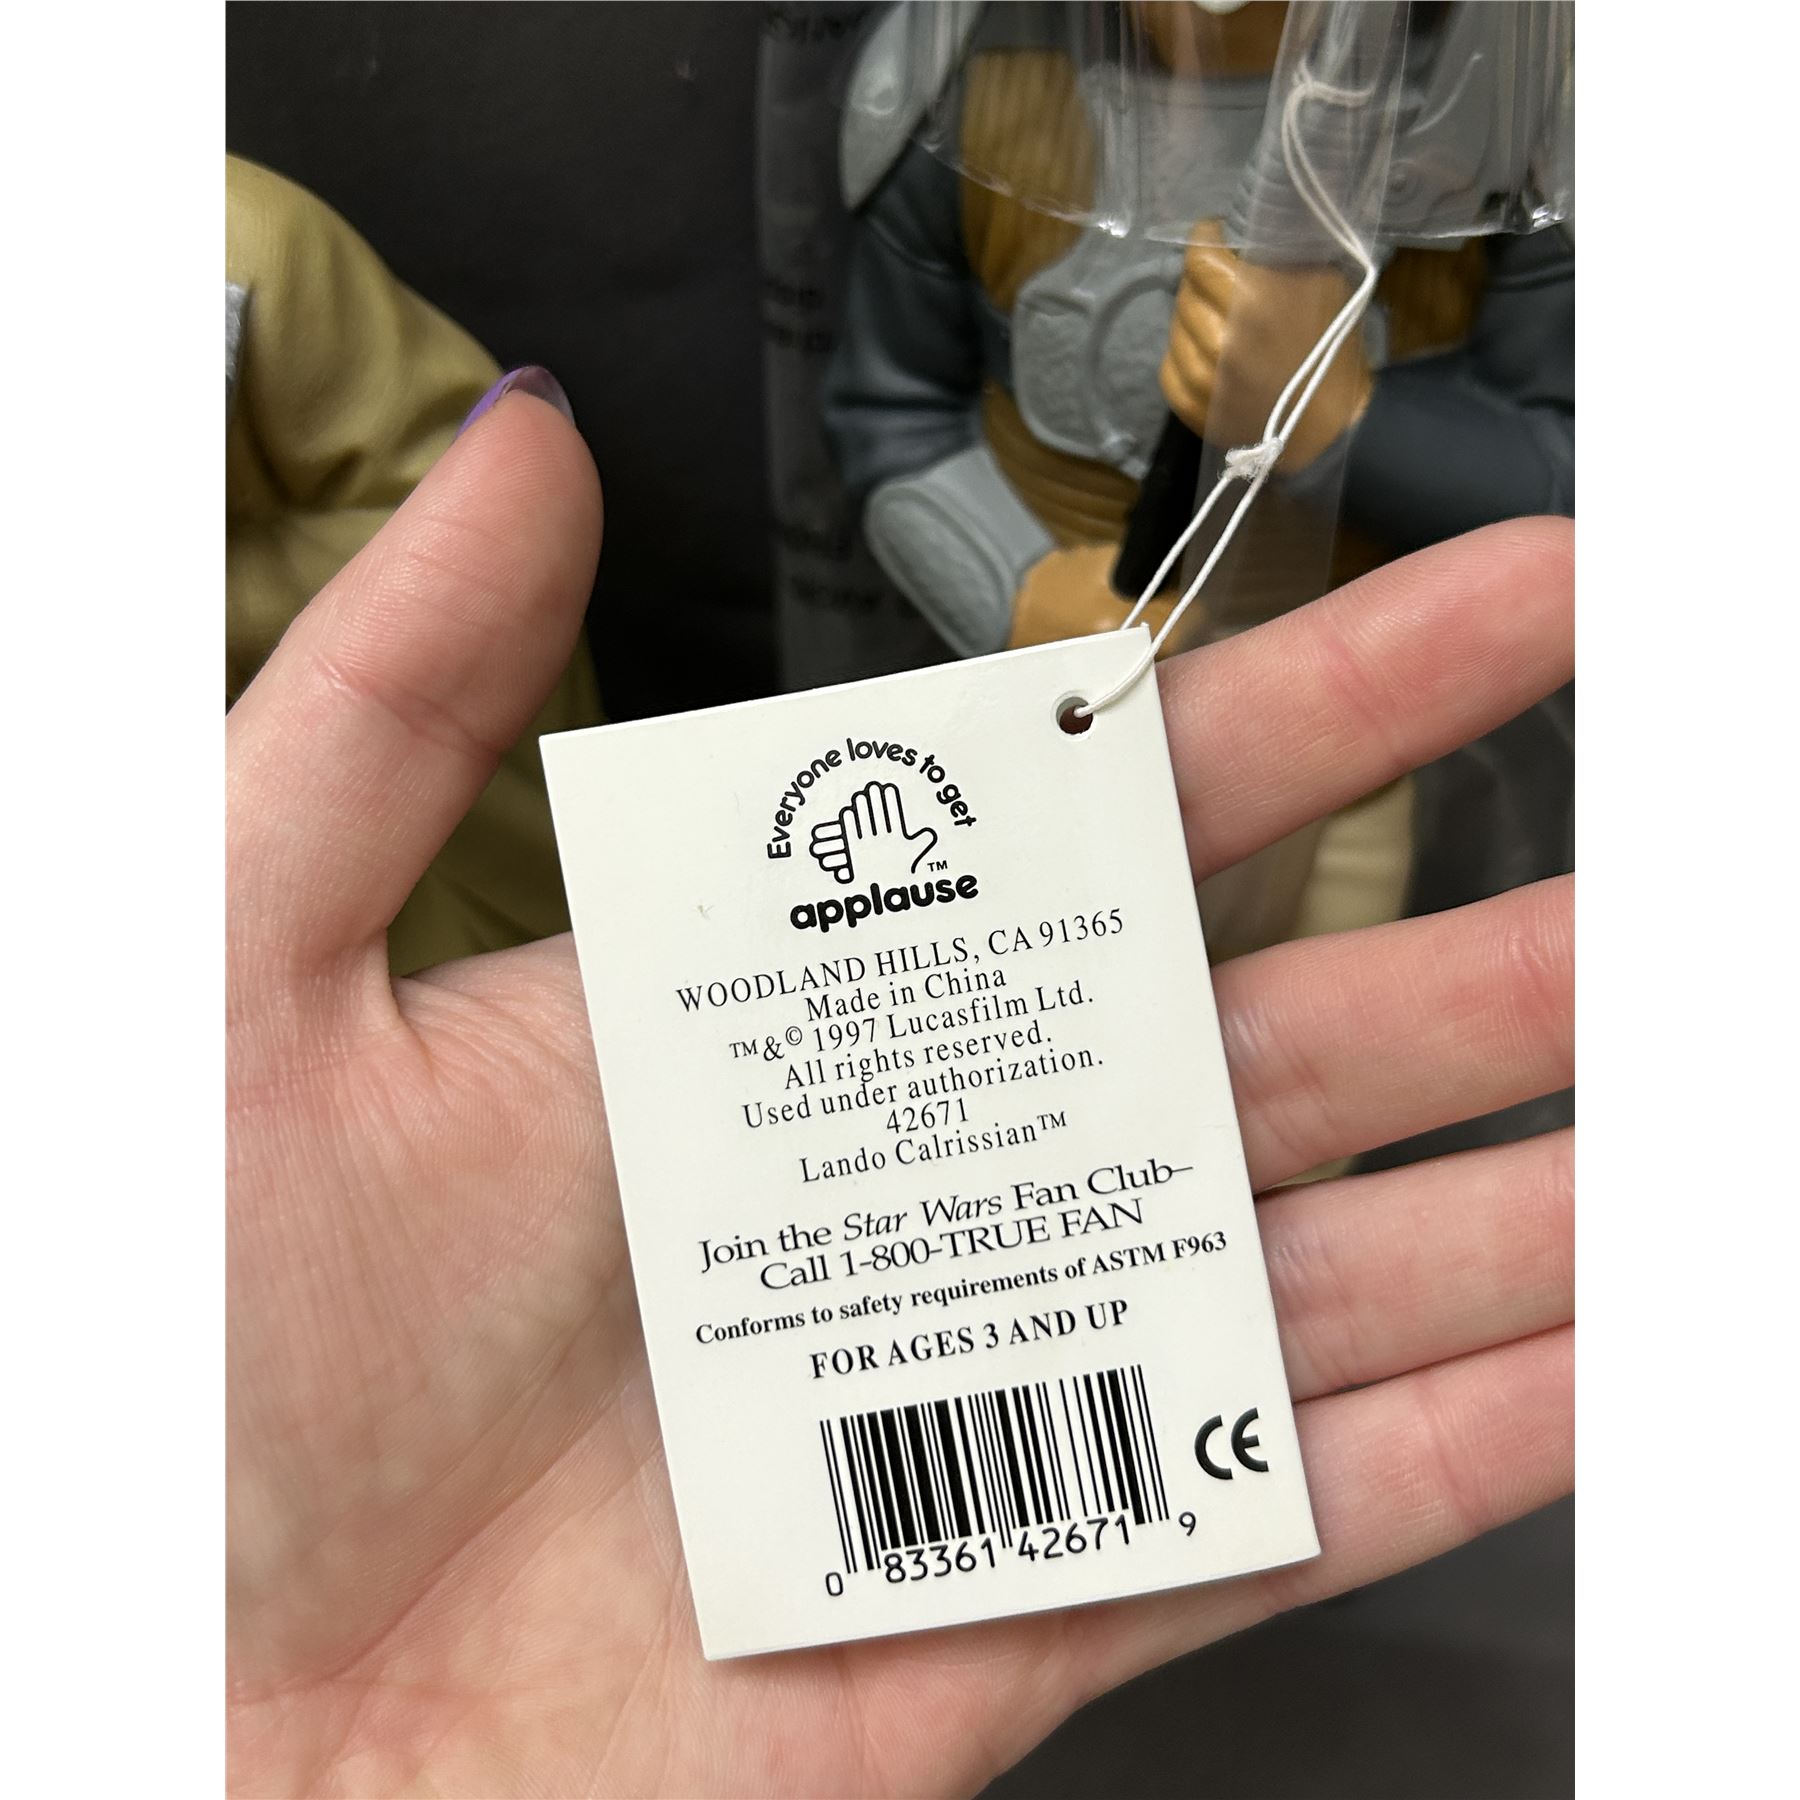 Everyone loves to get
applause™
WOODLAND HILLS, CA 91365
Made in China
™ & © 1997 Lucasfilm Ltd.
All rights reserved.
Used under authorization.
42671
Lando Calrissian™
Join the Star Wars Fan Club–
Call 1-800-TRUE FAN
Conforms to safety requirements of ASTM F963
FOR AGES 3 AND UP
CE
0 83361 42671 9